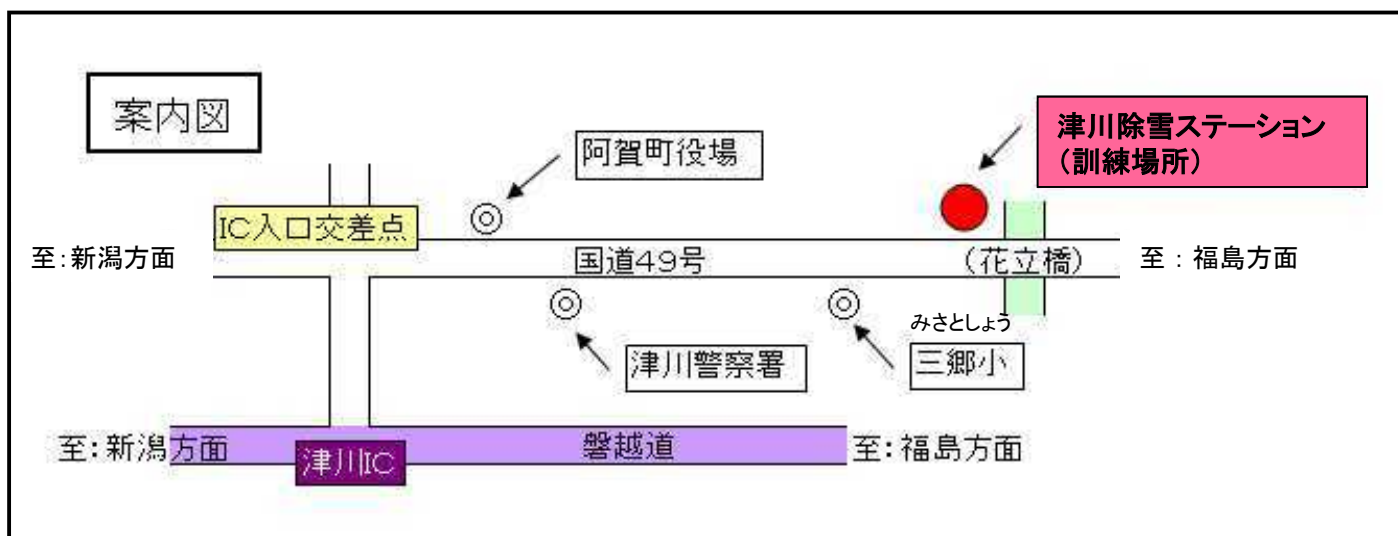 案内図
阿賀町役場
津川除雪ステーション
（訓練場所）
IC入口交差点
至：新潟方面
国道49号
（花立橋）
至：福島方面
みさとしょう
三郷小
津川警察署
至：新潟方面
磐越道
至：福島方面
津川IC